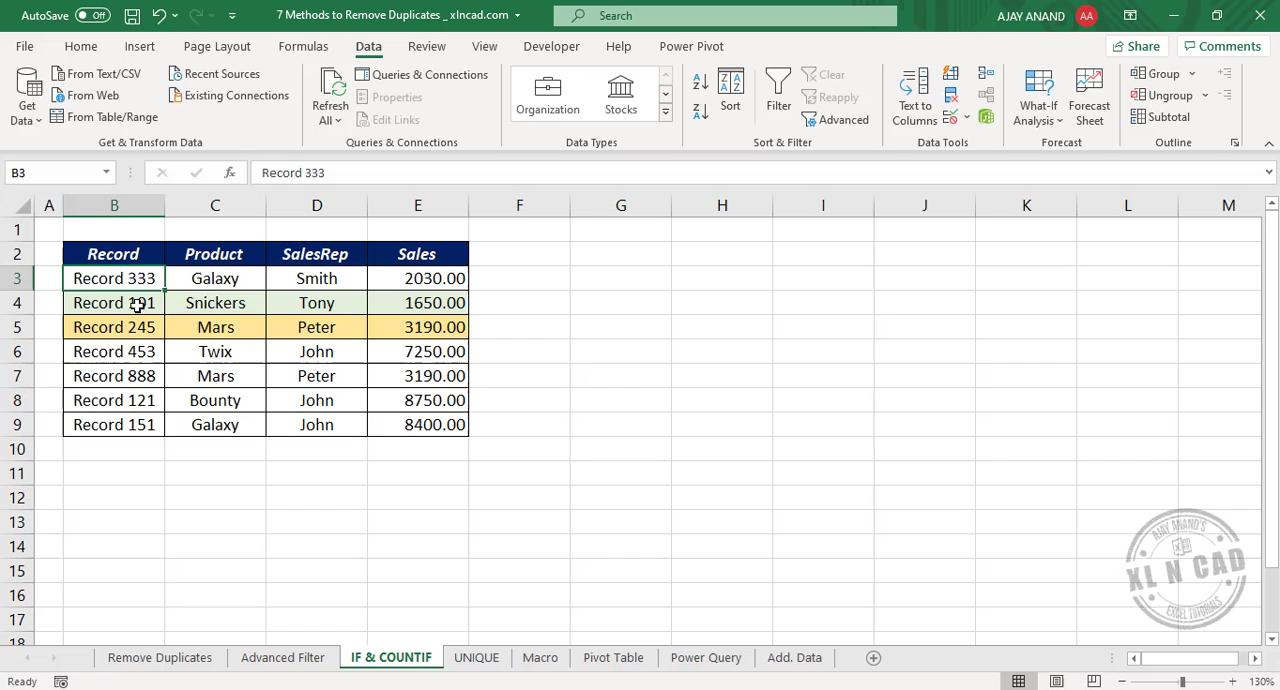 AutoSave Off 7 Methods to Remove Duplicates _ xlncad.com Search AJAY ANAND AA
File Home Insert Page Layout Formulas Data Review View Developer Help Power Pivot Share Comments
Get Data From Text/CSV From Web From Table/Range Recent Sources Existing Connections
Refresh All Queries & Connections Properties Edit Links
Organization Stocks
Sort Filter Clear Reapply Advanced
Text to Columns
What-If Analysis Forecast Sheet
Group Ungroup Subtotal
Get & Transform Data Queries & Connections Data Types Sort & Filter Data Tools Forecast Outline
B3 fx Record 333
A B C D E F G H I J K L M
1
2 Record Product SalesRep Sales
3 Record 333 Galaxy Smith 2030.00
4 Record Snickers Tony 1650.00
5 Record 245 Mars Peter 3190.00
6 Record 453 Twix John 7250.00
7 Record 888 Mars Peter 3190.00
8 Record 121 Bounty John 8750.00
9 Record 151 Galaxy John 8400.00
10
11
12
13
14
15
16
17
18
AJAY ANAND'S
XL N CAD
EXCEL TUTORIALS
Remove Duplicates Advanced Filter IF & COUNTIF UNIQUE Macro Pivot Table Power Query Add. Data
Ready 130%